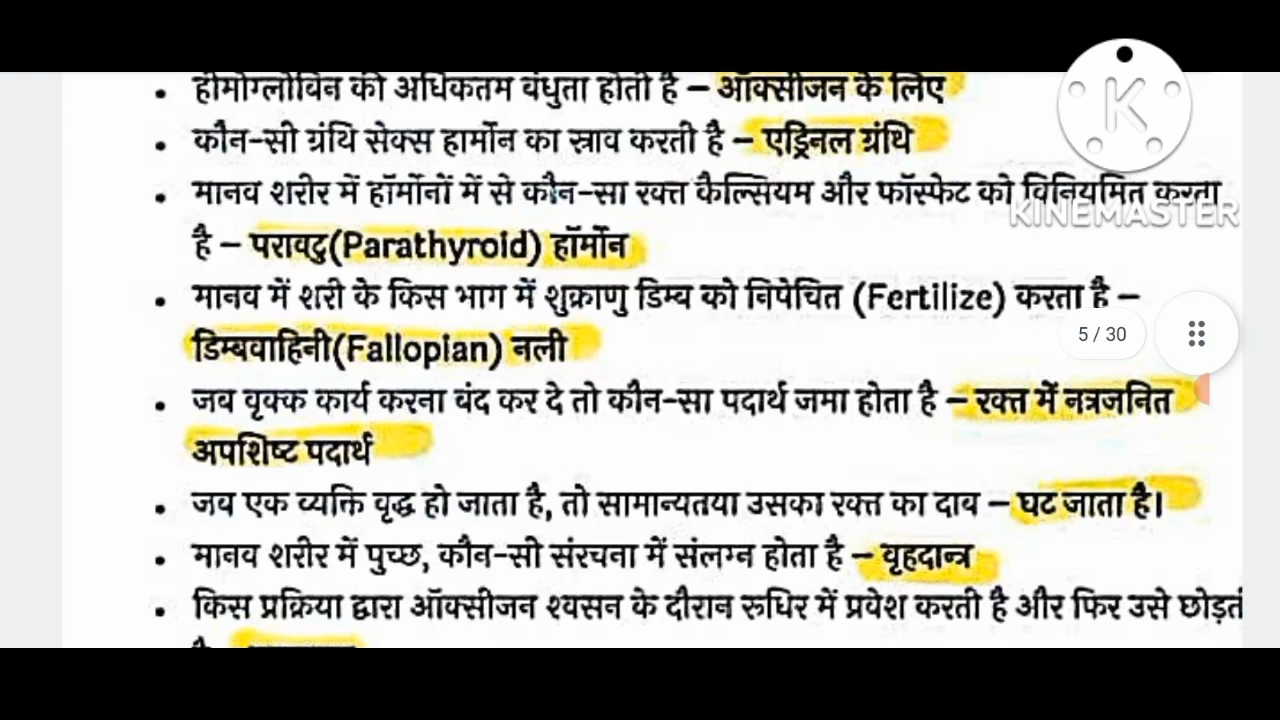 • हीमोग्लोबिन की अधिकतम बंधुता होती है – ऑक्सीजन के लिए
• कौन-सी ग्रंथि सेक्स हार्मोन का स्राव करती है – एड्रिनल ग्रंथि
• मानव शरीर में हॉर्मोनों में से कौन-सा रक्त कैल्सियम और फॉस्फेट को विनियमित करता
है – परावटु(Parathyroid) हॉर्मोन
KINEMASTER
• मानव में शरी के किस भाग में शुक्राणु डिम्ब को निषेचित (Fertilize) करता है –
5 / 30
डिम्बवाहिनी(Fallopian) नली
• जब वृक्क कार्य करना बंद कर दे तो कौन-सा पदार्थ जमा होता है – रक्त में नत्रजनित
अपशिष्ट पदार्थ
• जब एक व्यक्ति वृद्ध हो जाता है, तो सामान्यतया उसका रक्त का दाब – घट जाता है।
• मानव शरीर में पुच्छ, कौन-सी संरचना में संलग्न होता है – वृहदान्त्र
• किस प्रक्रिया द्वारा ऑक्सीजन श्वसन के दौरान रुधिर में प्रवेश करती है और फिर उसे